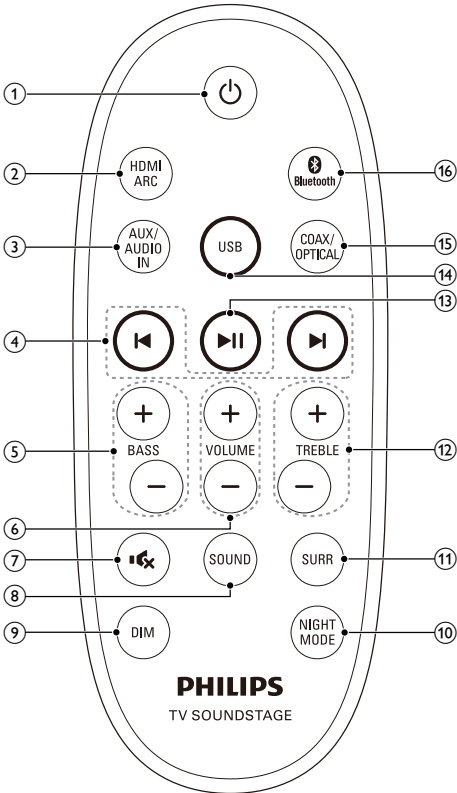 1
2
HDMI
ARC
Bluetooth
16
3
AUX/
AUDIO
IN
USB
COAX/
OPTICAL
15
14
13
4
+
+
+
5
BASS
VOLUME
TREBLE
12
−
−
−
6
7
SOUND
SURR
11
8
9
DIM
NIGHT
MODE
10
PHILIPS
TV SOUNDSTAGE